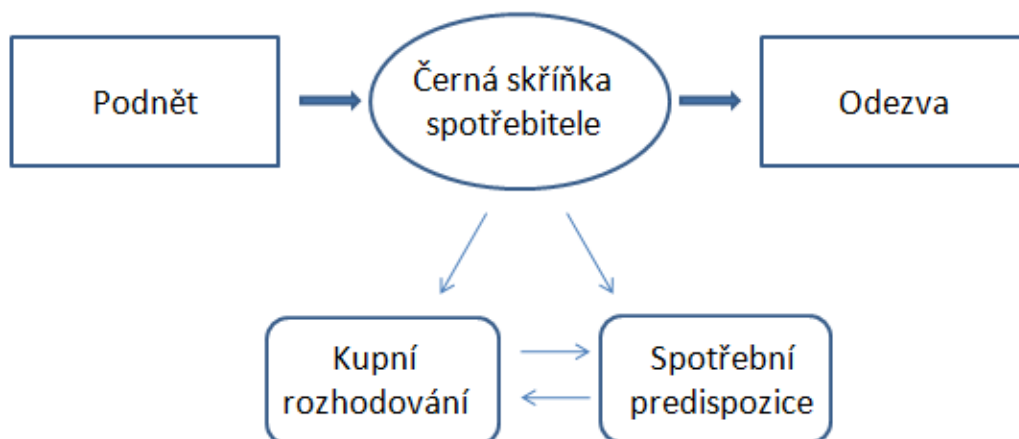 Podnět
Černá skříňka
spotřebitele
Odezva
Kupní
rozhodování
Spotřební
predispozice